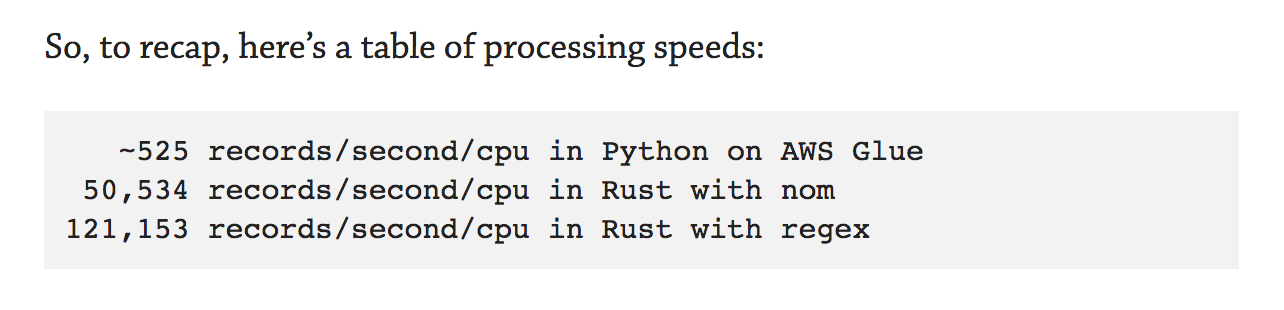 So, to recap, here’s a table of processing speeds:
~525 records/second/cpu in Python on AWS Glue
50,534 records/second/cpu in Rust with nom
121,153 records/second/cpu in Rust with regex